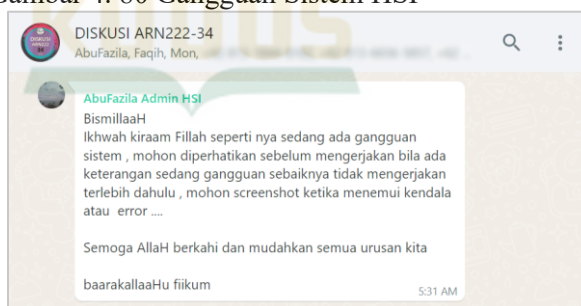 Gambar 4. 80 Gangguan Sistem HSI
DISKUSI ARN222-34
AbuFazila, Faqih, Mon,
AbuFazila Admin HSI
BismillaaH
Ikhwah kiraam Fillah seperti nya sedang ada gangguan
sistem , mohon diperhatikan sebelum mengerjakan bila ada
keterangan sedang gangguan sebaiknya tidak mengerjakan
terlebih dahulu , mohon screenshot ketika menemui kendala
atau error ....
Semoga AllaH berkahi dan mudahkan semua urusan kita
baarakallaaHu fiikum
5:31 AM